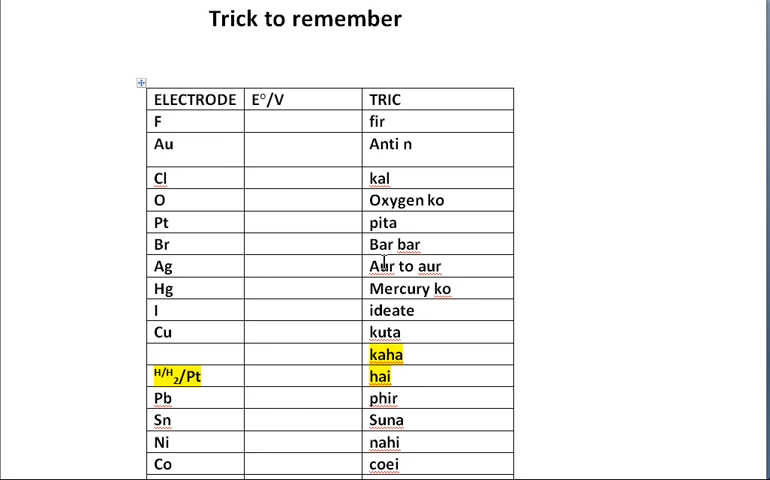 Trick to remember
ELECTRODE E°/V TRIC
F fir
Au Anti n
Cl kal
O Oxygen ko
Pt pita
Br Bar bar
Ag Aur to aur
Hg Mercury ko
I ideate
Cu kuta
kaha
H/H2/Pt hai
Pb phir
Sn Suna
Ni nahi
Co coei